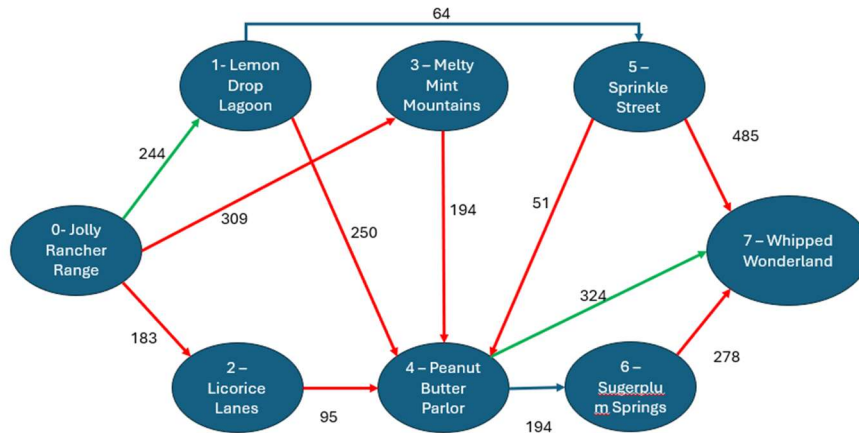 64
1- Lemon
Drop
Lagoon
3 – Melty
Mint
Mountains
5 –
Sprinkle
Street
244
485
194
51
309
250
0- Jolly
Rancher
Range
7 – Whipped
Wonderland
324
183
278
2 –
Licorice
Lanes
4 – Peanut
Butter
Parlor
6 –
Sugerplu
m Springs
95
194